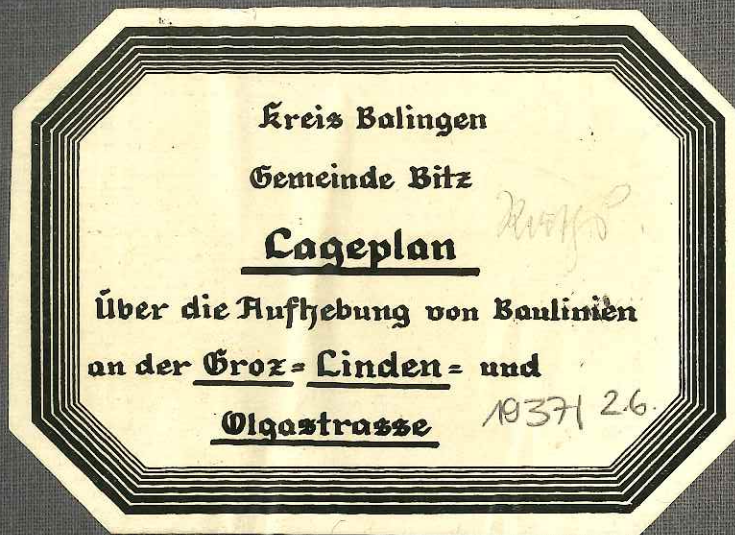 Kreis Balingen
Gemeinde Bitz
Lageplan
Über die Aufhebung von Baulinien
an der Groz= Linden= und
Olgastrasse
1937/ 2.6.